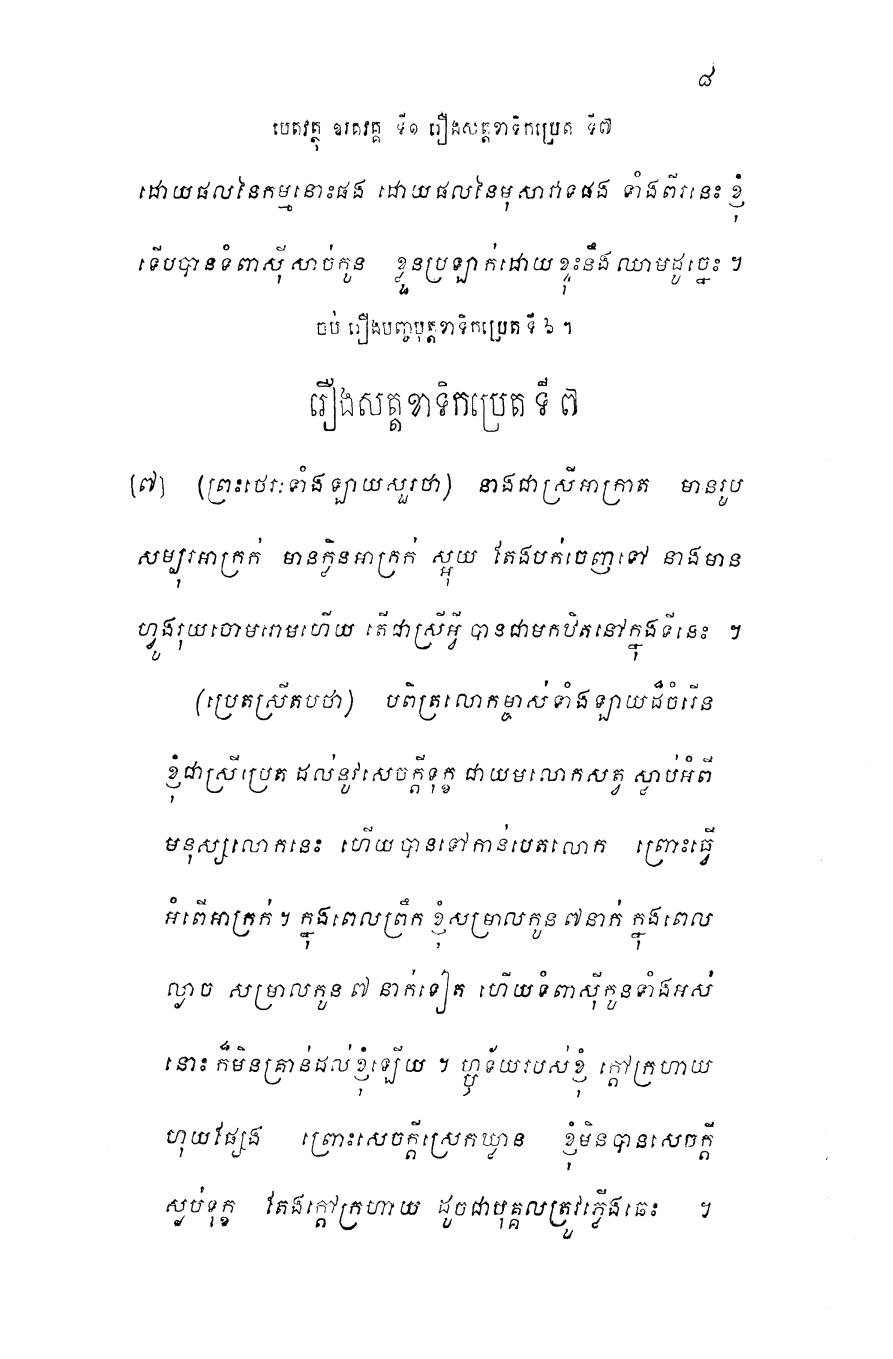 ៨
បេតវត្ថុ ឧរគវគ្គ ទី១ រឿងសត្តខាទិកប្រេត ទី៧
ដោយផលនៃកម្មនោះផង ដោយផលនៃមុសាវាទផង ទាំងពីរនេះ ខ្ញុំ
ទើបបានទំពាស៊ីសាច់កូន ខ្លួនប្រឡាក់ដោយខ្ទុះនឹងឈាមដូច្នេះ ។
ចប់ រឿងបញ្ចបុត្តខាទិកប្រេត ទី ៦ ។
រឿងសត្តខាទិកប្រេត ទី ៧
[៧] (ព្រះថេរៈទាំងឡាយសួរថា) នាងជាស្រីអាក្រាត មានរូប
សម្បុរអាក្រក់ មានក្លិនអាក្រក់ ស្អុយ តែងបក់ចេញទៅ នាងមាន
ហ្វូងរុយចោមរោមហើយ តើជាស្រីអ្វី បានជាមកឋិតនៅក្នុងទីនេះ ។
(ប្រេតស្រីតបថា) បពិត្រលោកម្ចាស់ទាំងឡាយដ៏ចំរើន
ខ្ញុំជាស្រីប្រេត ដល់នូវសេចក្តីទុក្ខ ជាយមលោកសត្វ ស្លាប់អំពី
មនុស្សលោកនេះ ហើយបានទៅកាន់បេតលោក ព្រោះធ្វើ
អំពើអាក្រក់ ។ ក្នុងពេលព្រឹក ខ្ញុំសម្រាលកូន ៧ នាក់ ក្នុងពេល
ល្ងាច សម្រាលកូន ៧ នាក់ទៀត ហើយទំពាស៊ីកូនទាំងអស់
នោះ ក៏មិនគ្រាន់ដល់ខ្ញុំឡើយ ។ ហ្ឫទ័យរបស់ខ្ញុំ ក្តៅក្រហាយ
ហុយផ្សែង ព្រោះសេចក្តីស្រេកឃ្លាន ខ្ញុំមិនបានសេចក្តី
ស្ងប់ទុក្ខ តែងក្តៅក្រហាយ ដូចជាបុគ្គលត្រូវភ្លើងឆេះ ។